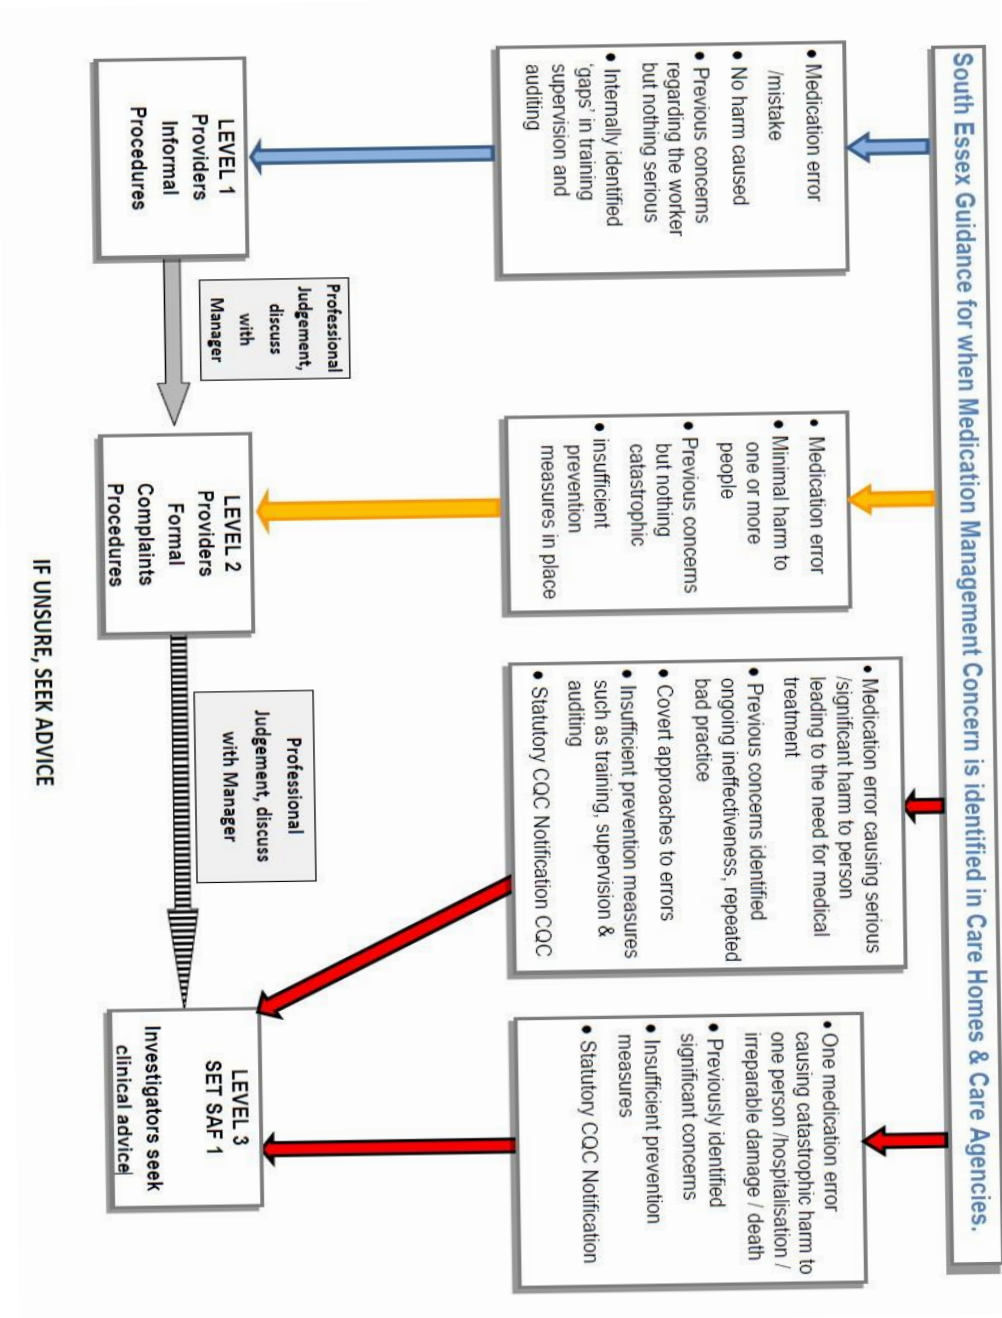 South Essex Guidance for when Medication Management Concern is identified in Care Homes & Care Agencies.
• Medication error
/mistake
• No harm caused
• Previous concerns
regarding the worker
but nothing serious
• Internally identified
'gaps' in training
supervision and
auditing
• Medication error
• Minimal harm to
one or more
people
• Previous concerns
but nothing
catastrophic
• insufficient
prevention
measures in place
• Medication error causing serious
/significant harm to person
leading to the need for medical
treatment
• Previous concerns identified
ongoing ineffectiveness, repeated
bad practice
• Covert approaches to errors
• Insufficient prevention measures
such as training, supervision &
auditing
• Statutory CQC Notification CQC
• One medication error
causing catastrophic harm to
one person /hospitalisation /
irreparable damage / death
• Previously identified
significant concerns
• Insufficient prevention
measures
• Statutory CQC Notification
LEVEL 1
Providers
Informal
Procedures
Professional
Judgement,
discuss
with
Manager
LEVEL 2
Providers
Formal
Complaints
Procedures
Professional
Judgement, discuss
with Manager
LEVEL 3
SET SAF 1
Investigators seek
clinical advice
IF UNSURE, SEEK ADVICE